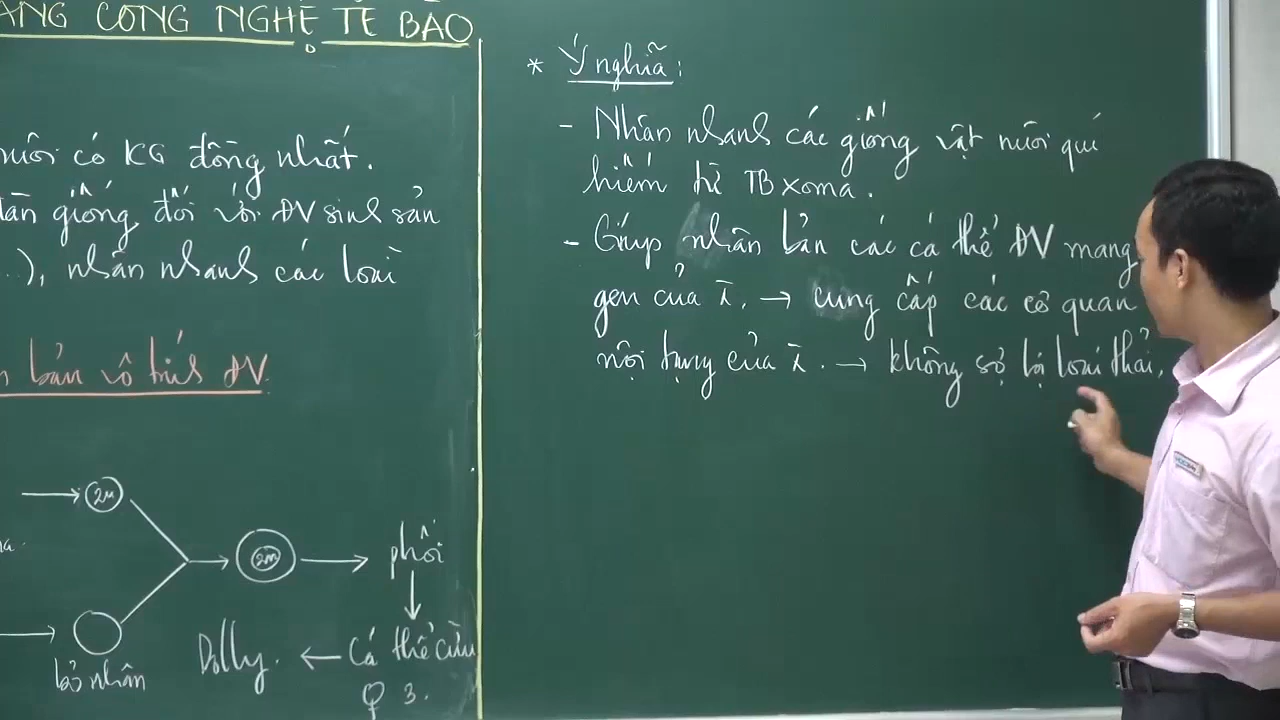 ẰNG CÔNG NGHỆ TẾ BÀO
nuôi có KG đồng nhất.
giống đối với ĐV sinh sản
...), nhân nhanh các loài
bản vô tính ĐV.
2n
2n
phôi
bỏ nhân
Dolly. ← Cá thể cừu
♀ 3.
* Ý nghĩa:
- Nhân nhanh các giống vật nuôi quí
hiếm từ TB xoma.
- Giúp nhân bản các cá thể ĐV mang
gen của ī. → cung cấp các cơ quan
nội tạng của ī. → không sợ bị loại thải,